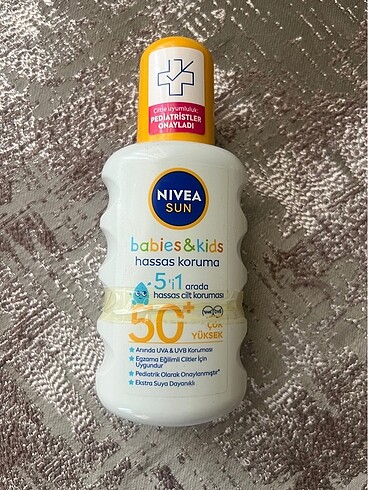 Ciltle uyumluluk:
PEDİATRİSTLER
ONAYLADI
NIVEA
SUN
babies&kids
hassas koruma
5'i1 arada
hassas cilt koruması
50+
ÇOK
YÜKSEK
Anında UVA & UVB Koruması
Egzama Eğilimli Ciltler İçin
Uygundur
Pediatrik Olarak Onaylanmıştır*
Ekstra Suya Dayanıklı